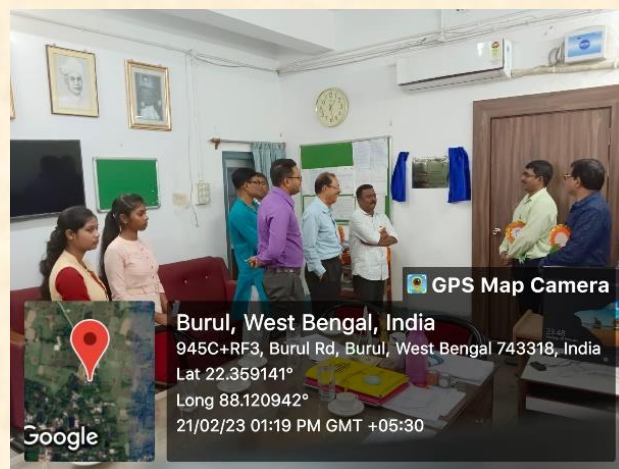 GPS Map Camera
Burul, West Bengal, India
945C+RF3, Burul Rd, Burul, West Bengal 743318, India
Lat 22.359141°
Long 88.120942°
21/02/23 01:19 PM GMT +05:30
Google